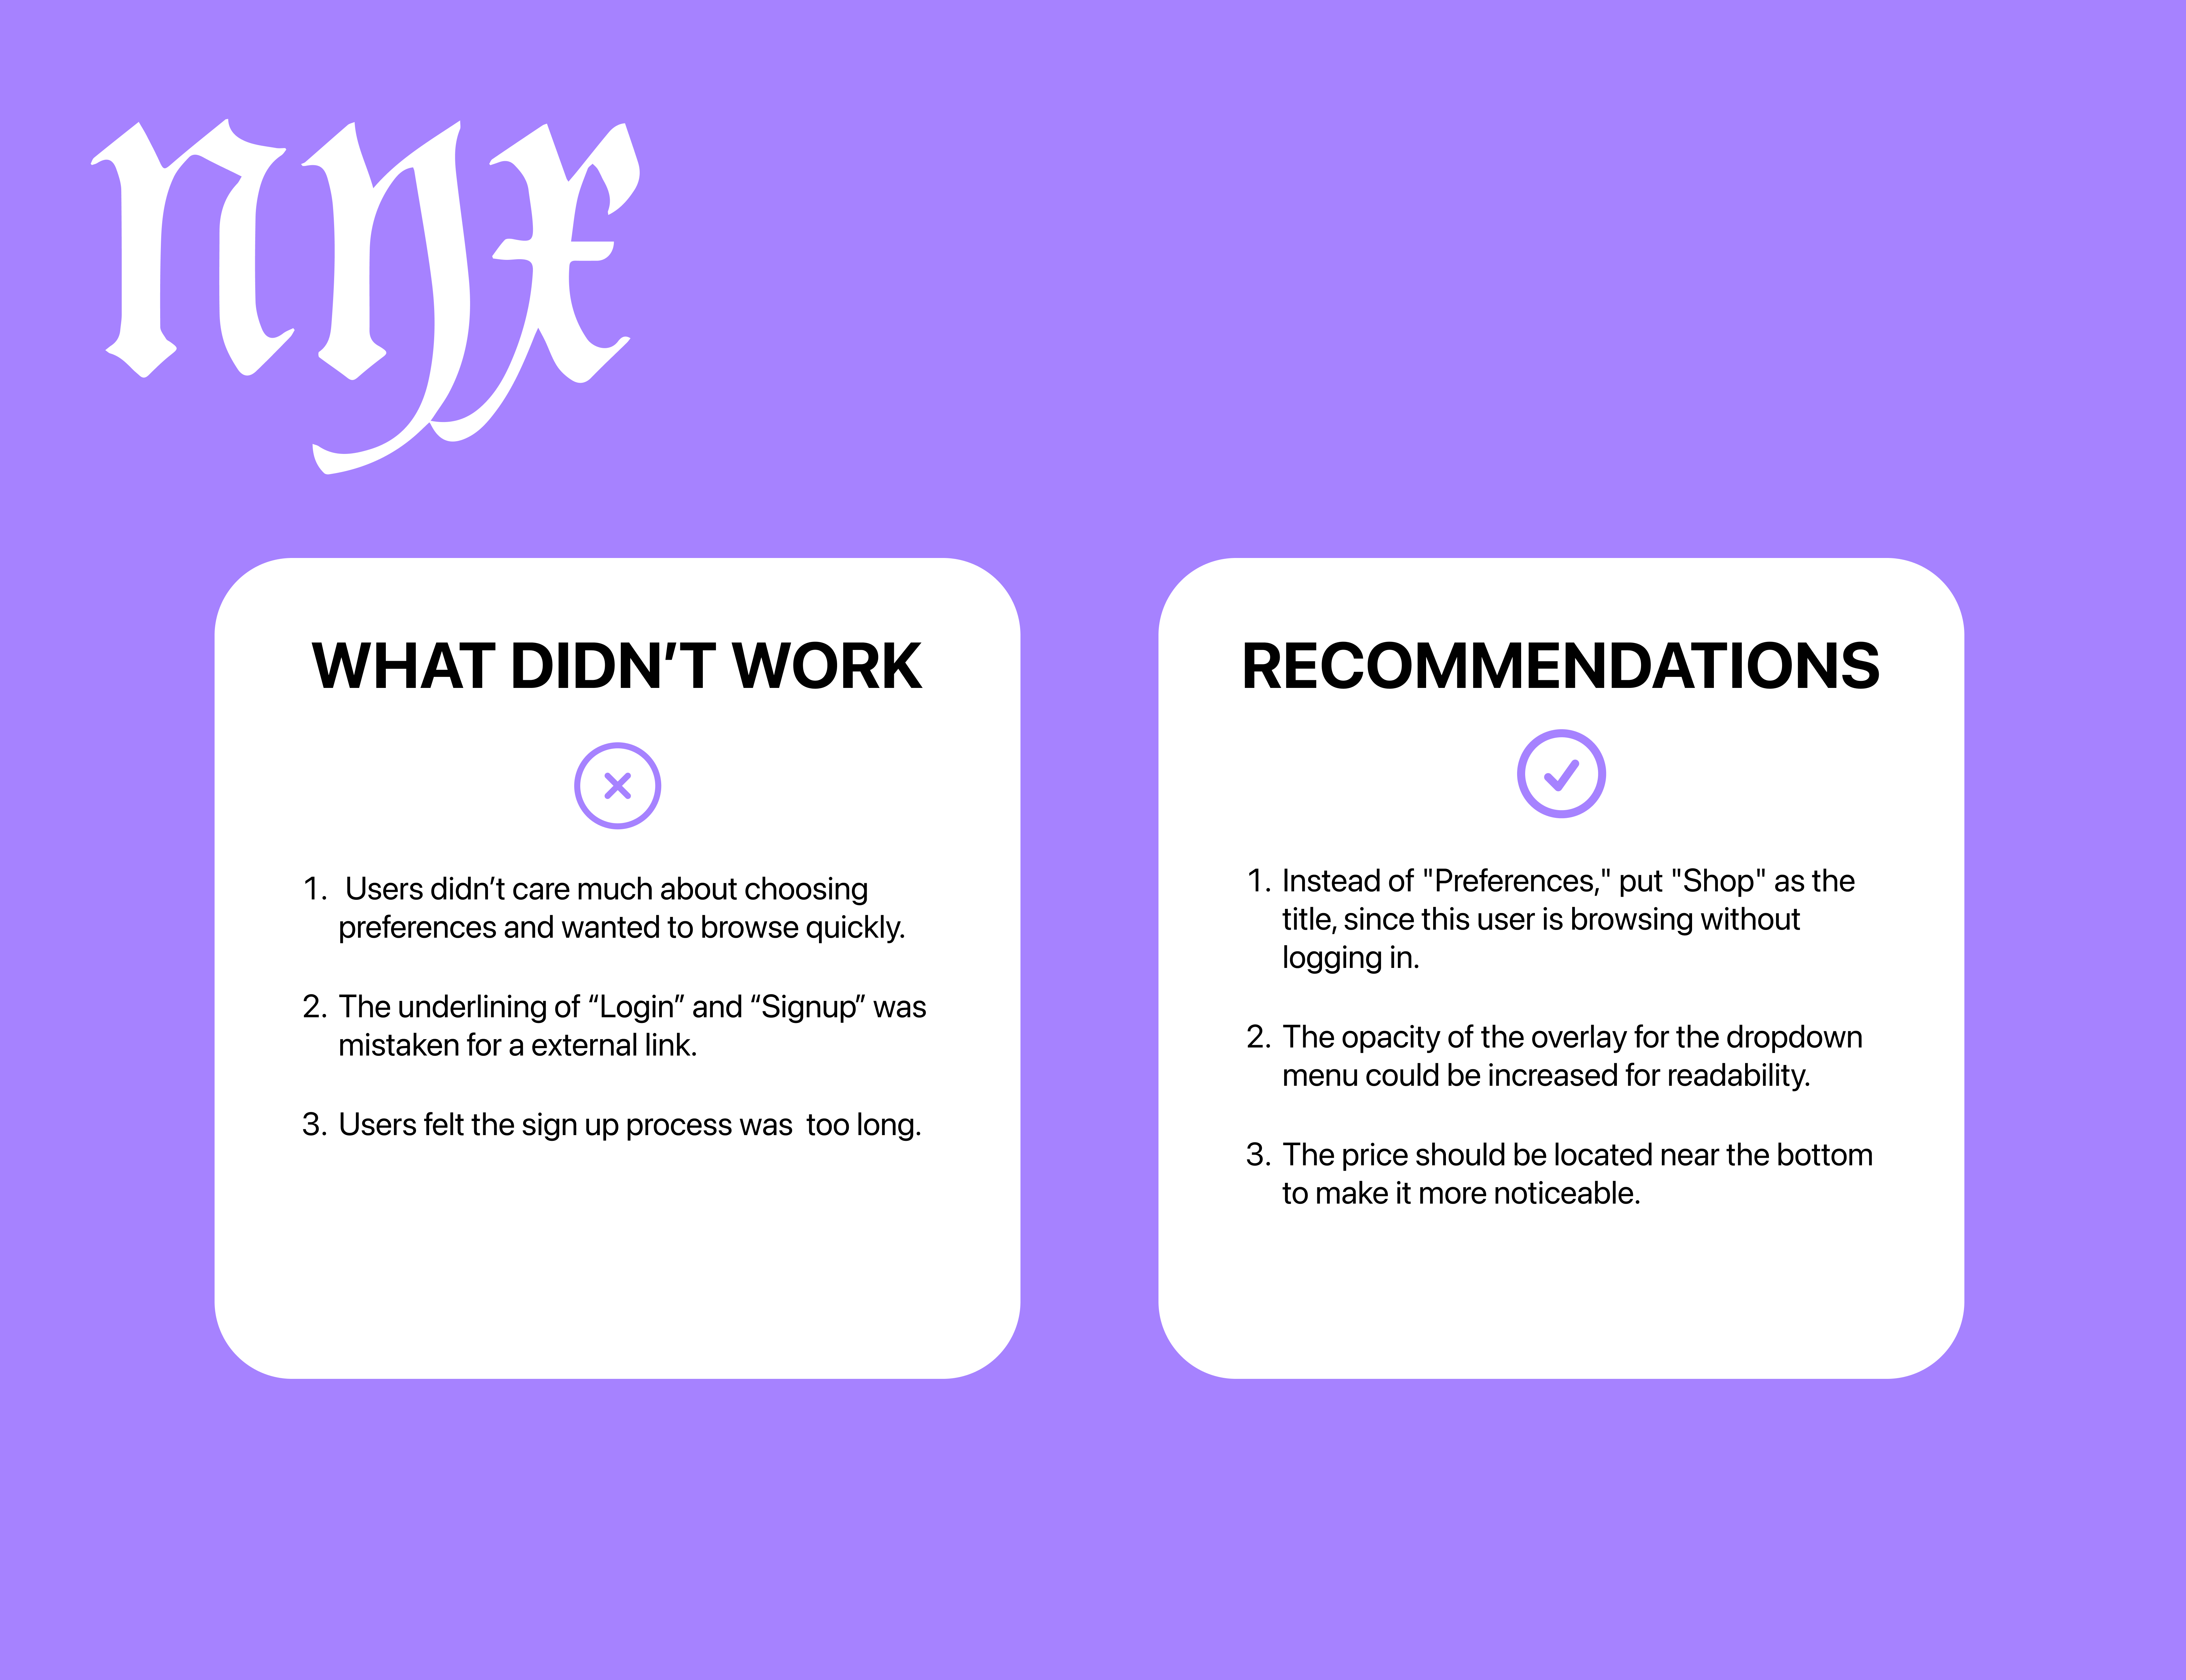 nyx
WHAT DIDN’T WORK
1. Users didn’t care much about choosing
preferences and wanted to browse quickly.
2. The underlining of “Login” and “Signup” was
mistaken for a external link.
3. Users felt the sign up process was  too long.
RECOMMENDATIONS
1. Instead of "Preferences," put "Shop" as the
title, since this user is browsing without
logging in.
2. The opacity of the overlay for the dropdown
menu could be increased for readability.
3. The price should be located near the bottom
to make it more noticeable.